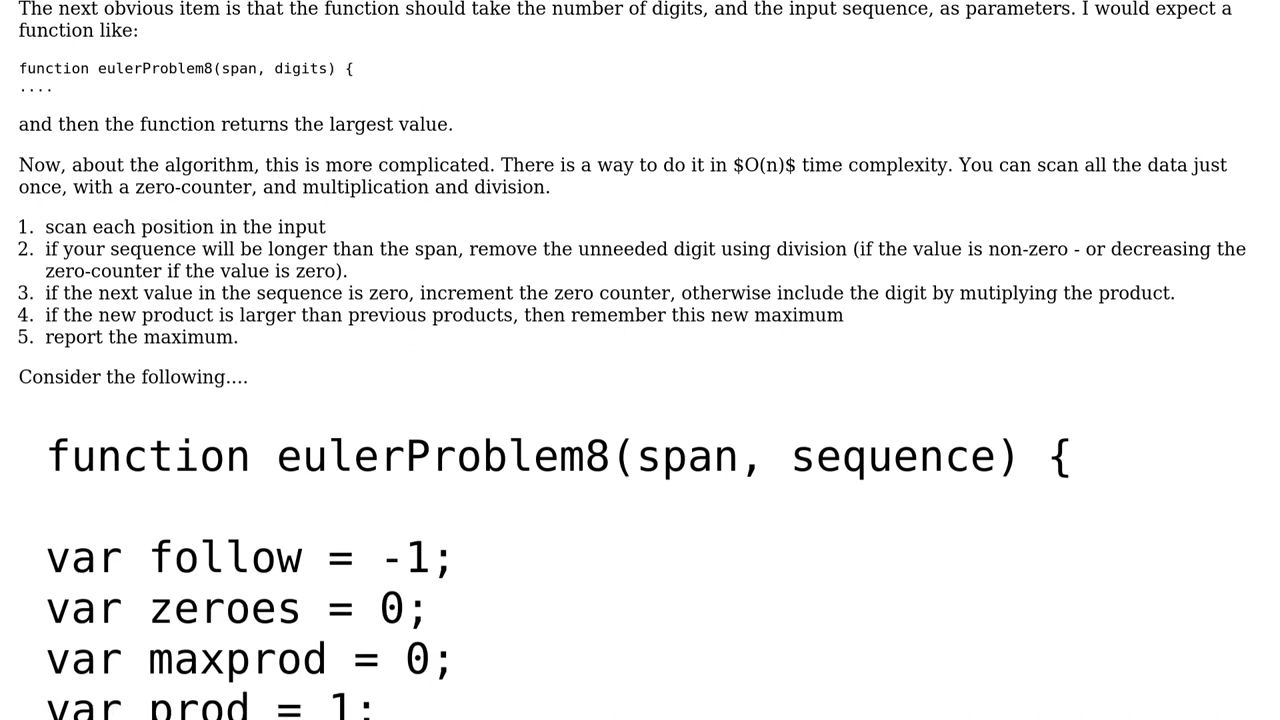 The next obvious item is that the function should take the number of digits, and the input sequence, as parameters. I would expect a
function like:
function eulerProblem8(span, digits) {
....
and then the function returns the largest value.
Now, about the algorithm, this is more complicated. There is a way to do it in $O(n)$ time complexity. You can scan all the data just
once, with a zero-counter, and multiplication and division.
1. scan each position in the input
2. if your sequence will be longer than the span, remove the unneeded digit using division (if the value is non-zero - or decreasing the
zero-counter if the value is zero).
3. if the next value in the sequence is zero, increment the zero counter, otherwise include the digit by mutiplying the product.
4. if the new product is larger than previous products, then remember this new maximum
5. report the maximum.
Consider the following....
function eulerProblem8(span, sequence) {
var follow = -1;
var zeroes = 0;
var maxprod = 0;
var prod = 1;